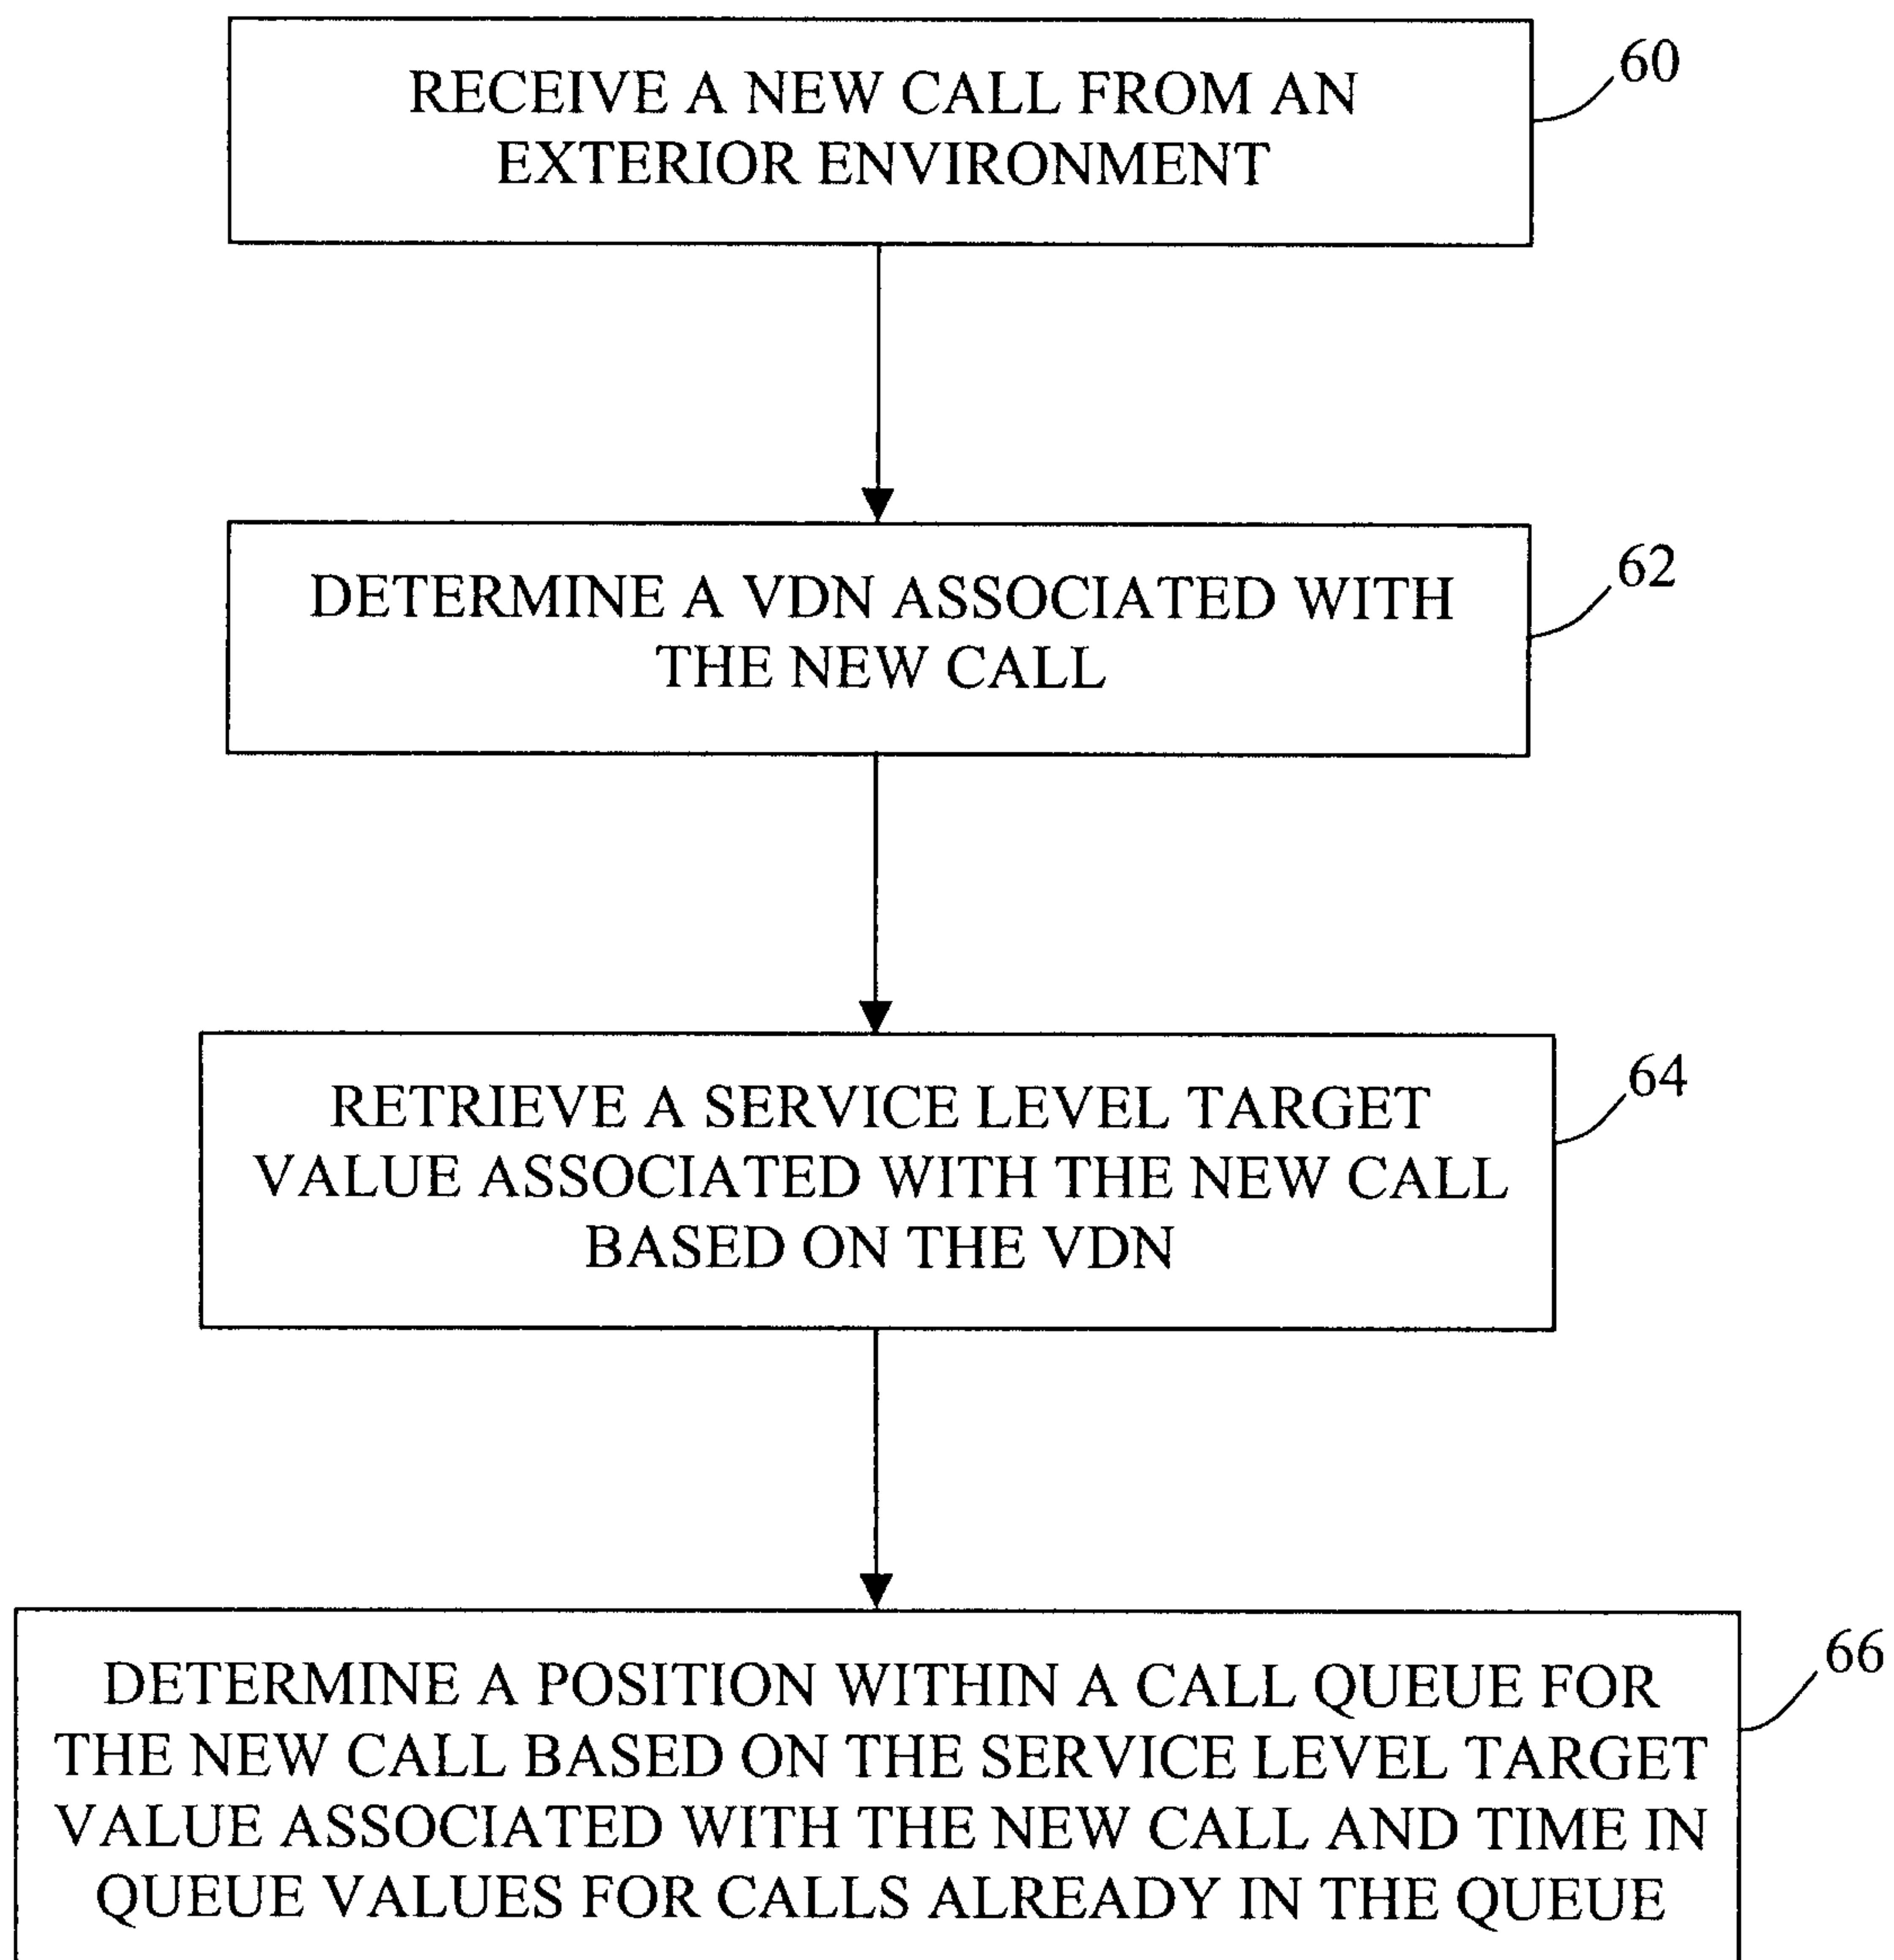 RECEIVE A NEW CALL FROM AN
EXTERIOR ENVIRONMENT
60
DETERMINE A VDN ASSOCIATED WITH
THE NEW CALL
62
RETRIEVE A SERVICE LEVEL TARGET
VALUE ASSOCIATED WITH THE NEW CALL
BASED ON THE VDN
64
DETERMINE A POSITION WITHIN A CALL QUEUE FOR
THE NEW CALL BASED ON THE SERVICE LEVEL TARGET
VALUE ASSOCIATED WITH THE NEW CALL AND TIME IN
QUEUE VALUES FOR CALLS ALREADY IN THE QUEUE
66